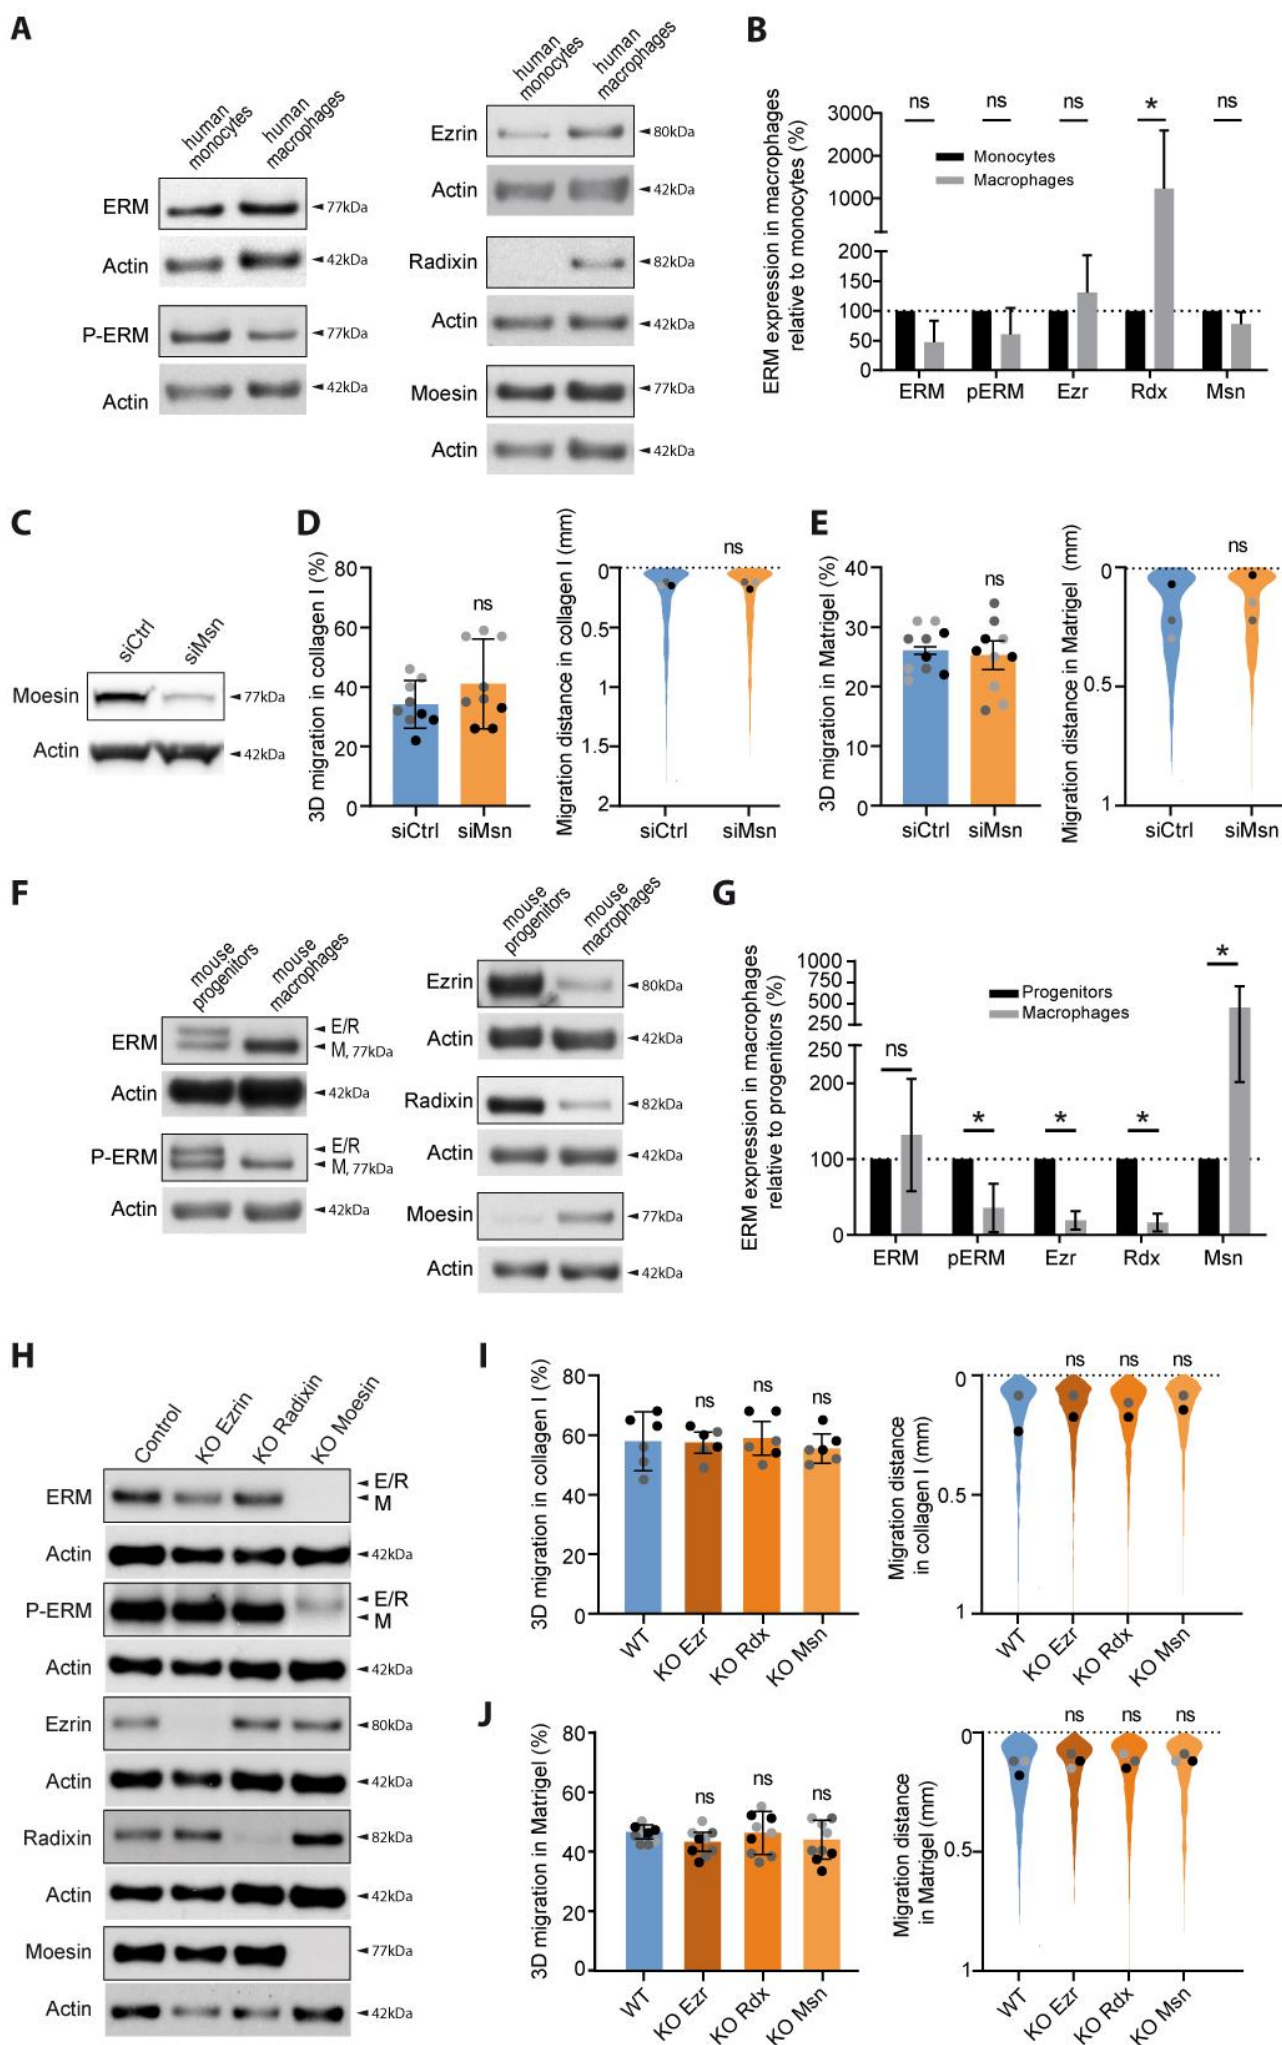 A
human
monocytes
human
macrophages
ERM
77kDa
Actin
42kDa
P-ERM
77kDa
Actin
42kDa
human
monocytes
human
macrophages
Ezrin
80kDa
Actin
42kDa
Radixin
82kDa
Actin
42kDa
Moesin
77kDa
Actin
42kDa
B
ERM expression in macrophages
relative to monocytes (%)
3000
2000
1000
200
150
100
50
0
ns
ns
ns
*
ns
Monocytes
Macrophages
ERM
pERM
Ezr
Rdx
Msn
C
siCtrl
siMsn
Moesin
77kDa
Actin
42kDa
D
3D migration in collagen I (%)
80
60
40
20
0
ns
siCtrl
siMsn
Migration distance in collagen I (mm)
0
0.5
1
1.5
2
ns
siCtrl
siMsn
E
3D migration in Matrigel (%)
40
30
20
10
0
ns
siCtrl
siMsn
Migration distance in Matrigel (mm)
0
0.5
1
ns
siCtrl
siMsn
F
mouse
progenitors
mouse
macrophages
ERM
E/R
M, 77kDa
Actin
42kDa
P-ERM
E/R
M, 77kDa
Actin
42kDa
mouse
progenitors
mouse
macrophages
Ezrin
80kDa
Actin
42kDa
Radixin
82kDa
Actin
42kDa
Moesin
77kDa
Actin
42kDa
G
ERM expression in macrophages
relative to progenitors (%)
1000
750
500
250
250
200
100
0
ns
*
*
*
*
Progenitors
Macrophages
ERM
pERM
Ezr
Rdx
Msn
H
Control
KO Ezrin
KO Radixin
KO Moesin
ERM
E/R
M
Actin
42kDa
P-ERM
E/R
M
Actin
42kDa
Ezrin
80kDa
Actin
42kDa
Radixin
82kDa
Actin
42kDa
Moesin
77kDa
Actin
42kDa
I
3D migration in collagen I (%)
80
60
40
20
0
ns
ns
ns
WT
KO Ezr
KO Rdx
KO Msn
Migration distance
in collagen I (mm)
0
0.5
1
ns
ns
ns
WT
KO Ezr
KO Rdx
KO Msn
J
3D migration in Matrigel (%)
80
60
40
20
0
ns
ns
ns
WT
KO Ezr
KO Rdx
KO Msn
Migration distance
in Matrigel (mm)
0
0.5
1
ns
ns
ns
WT
KO Ezr
KO Rdx
KO Msn